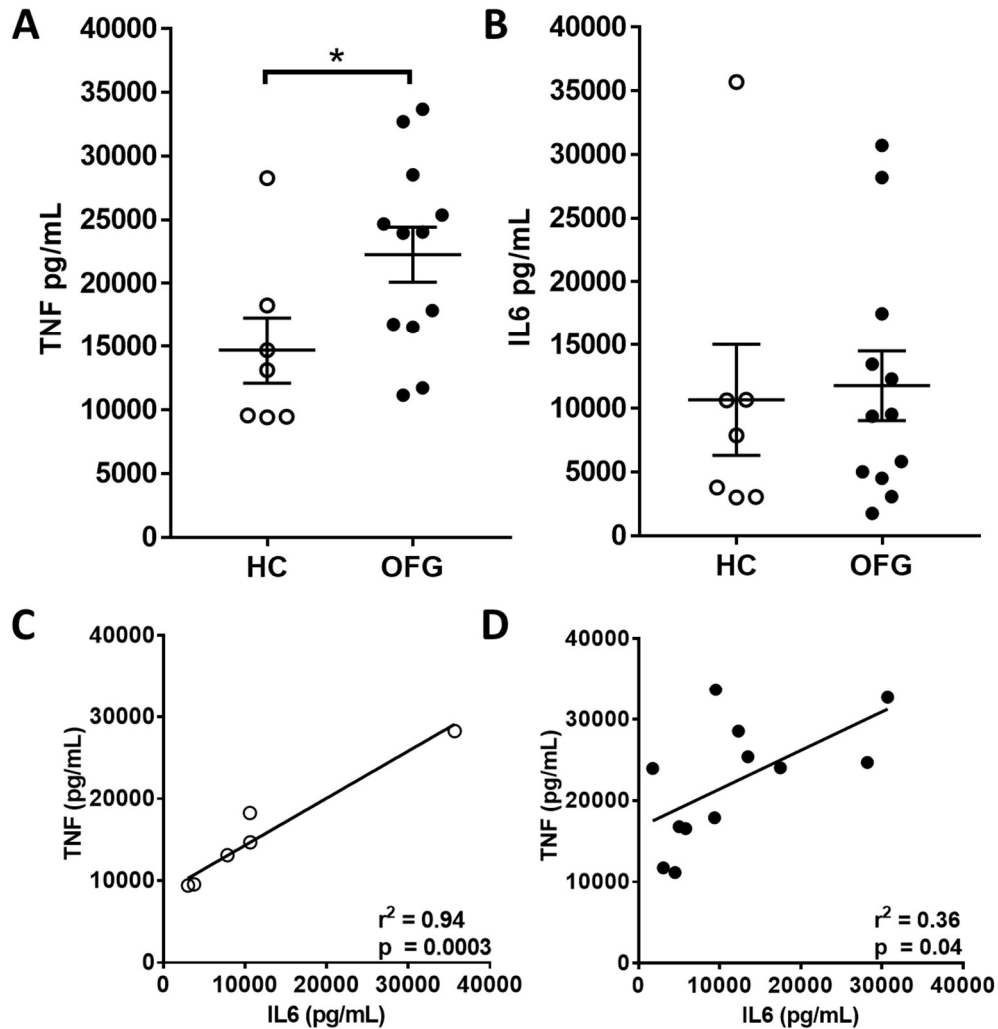 A
TNF pg/mL
40000
35000
30000
25000
20000
15000
10000
5000
0
*
HC
OFG
B
IL6 pg/mL
40000
35000
30000
25000
20000
15000
10000
5000
0
HC
OFG
C
TNF (pg/mL)
40000
30000
20000
10000
0
r² = 0.94
p = 0.0003
0 10000 20000 30000 40000
IL6 (pg/mL)
D
TNF (pg/mL)
40000
30000
20000
10000
0
r² = 0.36
p = 0.04
0 10000 20000 30000 40000
IL6 (pg/mL)